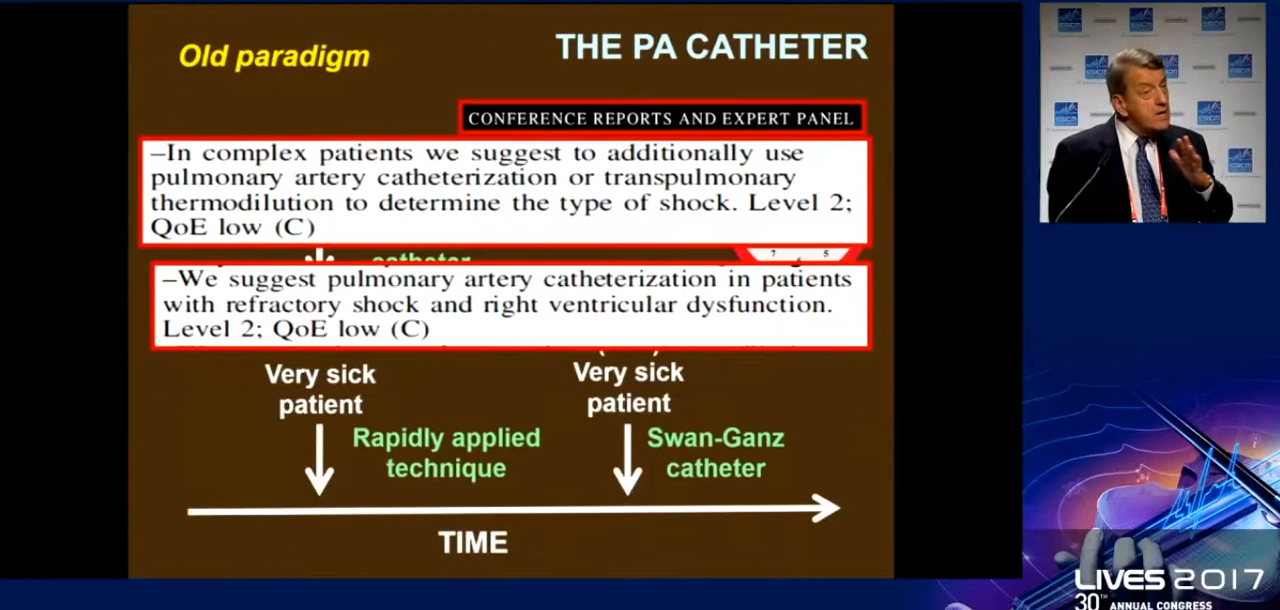 Old paradigm
THE PA CATHETER
CONFERENCE REPORTS AND EXPERT PANEL
–In complex patients we suggest to additionally use
pulmonary artery catheterization or transpulmonary
thermodilution to determine the type of shock. Level 2;
QoE low (C)
catheter
7 5
–We suggest pulmonary artery catheterization in patients
with refractory shock and right ventricular dysfunction.
Level 2; QoE low (C)
Very sick
patient
Very sick
patient
Rapidly applied
technique
Swan-Ganz
catheter
TIME
LIVES 2017
30TH ANNUAL CONGRESS